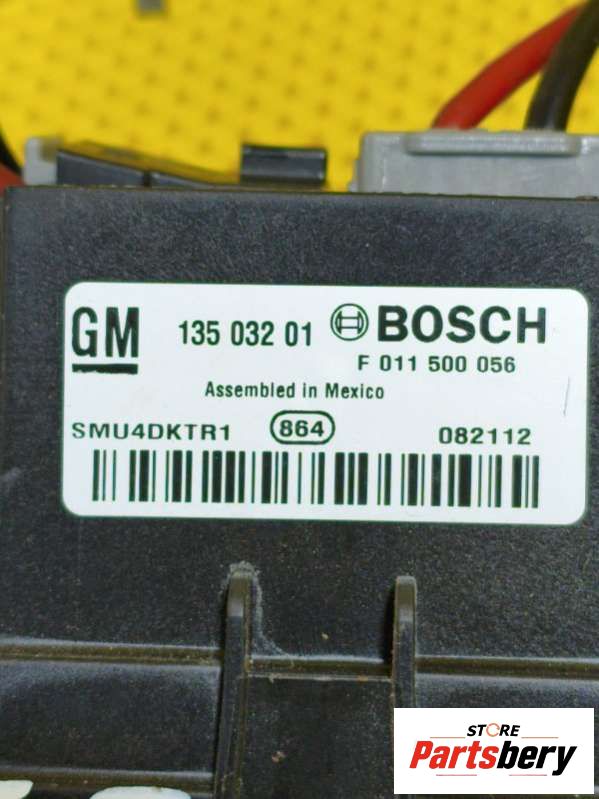 GM 135 032 01 BOSCH
F 011 500 056
Assembled in Mexico
SMU4DKTR1 864 082112
STORE
Partsbery